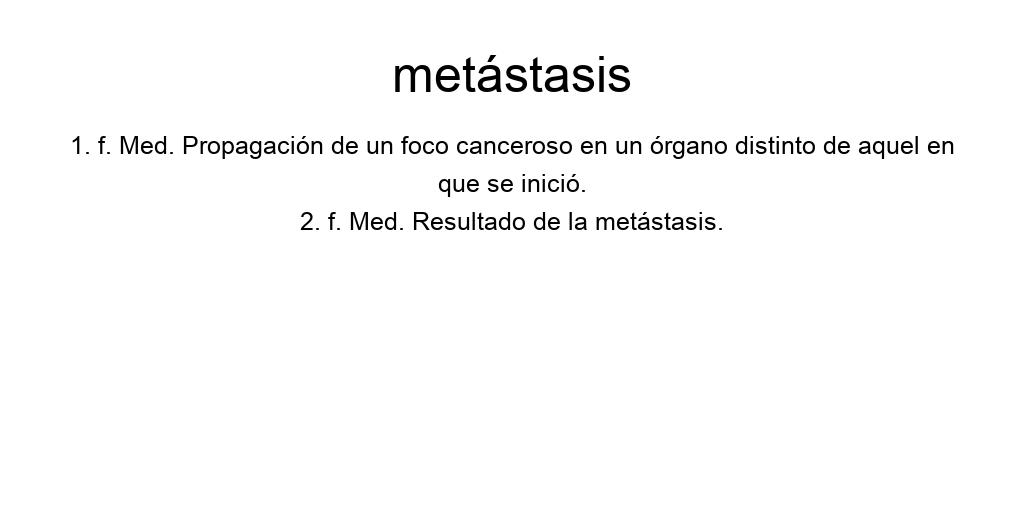 metástasis
1. f. Med. Propagación de un foco canceroso en un órgano distinto de aquel en
que se inició.
2. f. Med. Resultado de la metástasis.